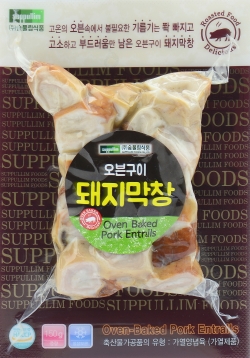 suppullim
(주)숲풀림식품
고온의 오븐속에서 불필요한 기름기는 쫙 빠지고
고소하고 부드러움만 남은 오븐구이 돼지막창
Roasted Food
Delicious
SUPPULLIM FOODS
suppullim (주)숲풀림식품
오븐구이
돼지막창
Oven Baked
Pork Entrails
Oven-Baked Pork Entrails
축산물가공품의 유형 : 가열양념육 (가열제품)